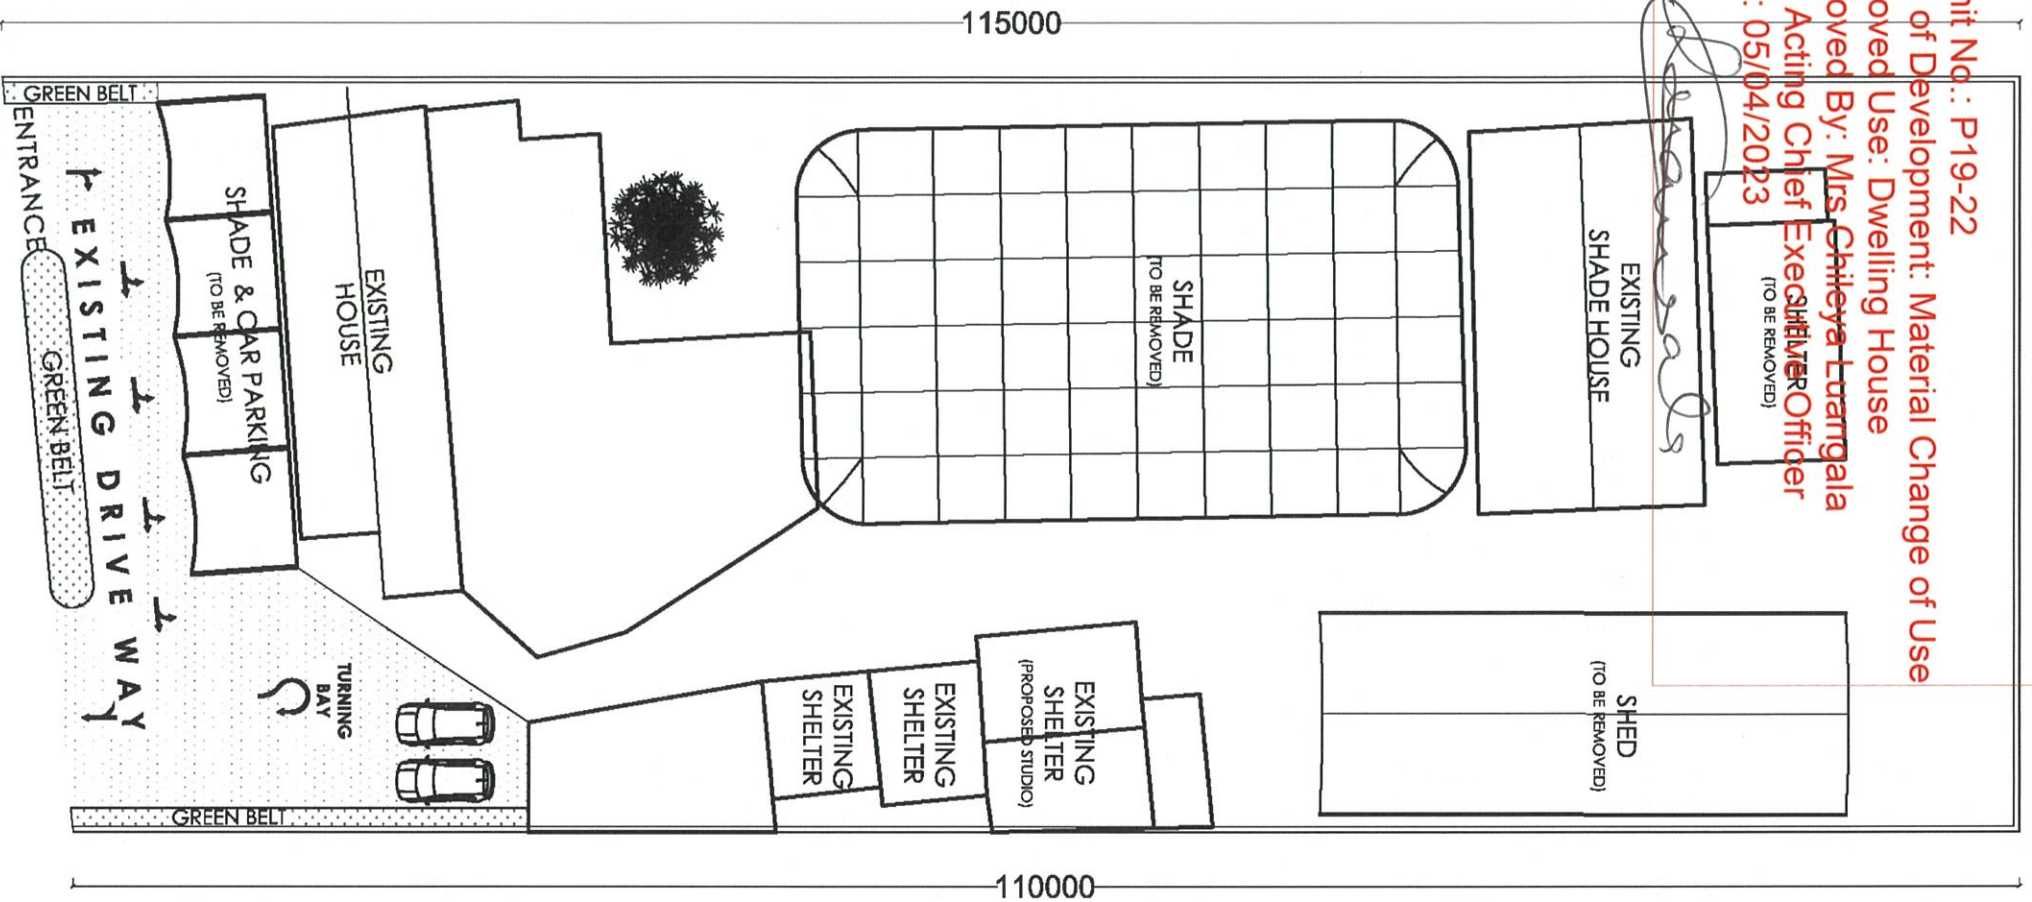 115000
GREEN BELT
ENTRANCE
GREEN BELT
EXISTING DRIVE WAY
SHADE & CAR PARKING
(TO BE REMOVED)
EXISTING
HOUSE
SHADE
(TO BE REMOVED)
EXISTING
SHADE HOUSE
SHELTER
(TO BE REMOVED)
mit No.: P19-22
of Development: Material Change of Use
oved Use: Dwelling House
oved By: Mrs Chileya Luangala
Acting Chief Executive Officer
: 05/04/2023
TURNING
BAY
EXISTING
SHELTER
EXISTING
SHELTER
EXISTING
SHELTER
(PROPOSED STUDIO)
SHED
(TO BE REMOVED)
GREEN BELT
110000